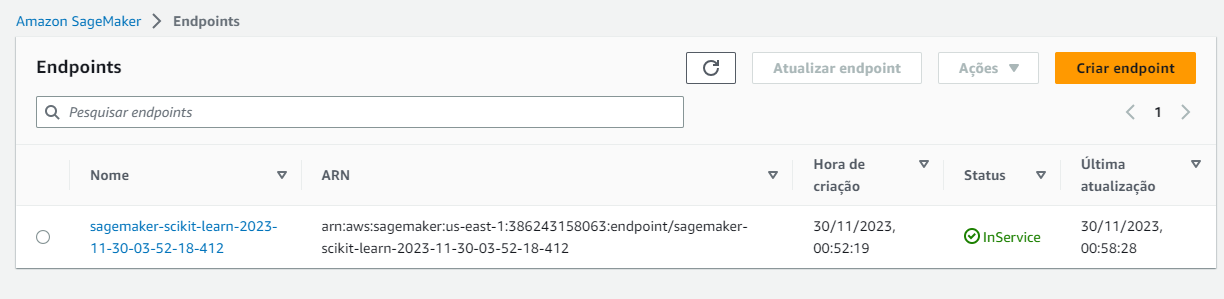 Amazon SageMaker > Endpoints
Endpoints
Atualizar endpoint
Ações
Criar endpoint
Pesquisar endpoints
1
Nome
ARN
Hora de
criação
Status
Última
atualização
sagemaker-scikit-learn-2023-
11-30-03-52-18-412
arn:aws:sagemaker:us-east-1:386243158063:endpoint/sagemaker-
scikit-learn-2023-11-30-03-52-18-412
30/11/2023,
00:52:19
InService
30/11/2023,
00:58:28